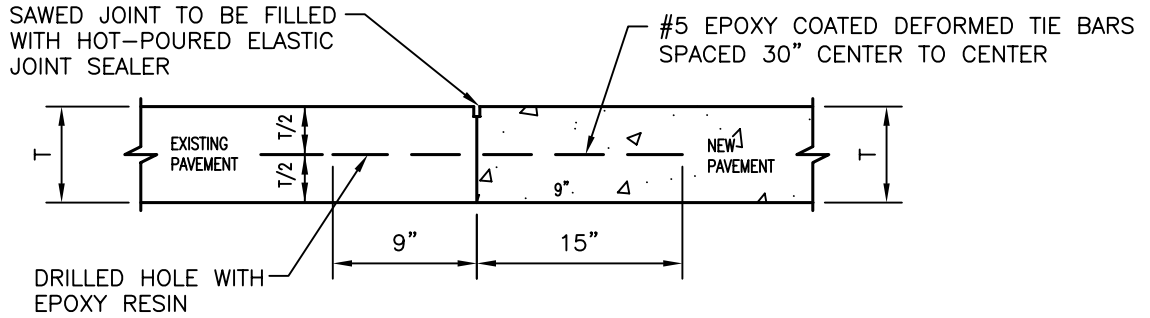 SAWED JOINT TO BE FILLED
WITH HOT-POURED ELASTIC
JOINT SEALER
#5 EPOXY COATED DEFORMED TIE BARS
SPACED 30" CENTER TO CENTER
T
EXISTING
PAVEMENT
T/2
T/2
NEW
PAVEMENT
9"
T
9"
15"
DRILLED HOLE WITH
EPOXY RESIN